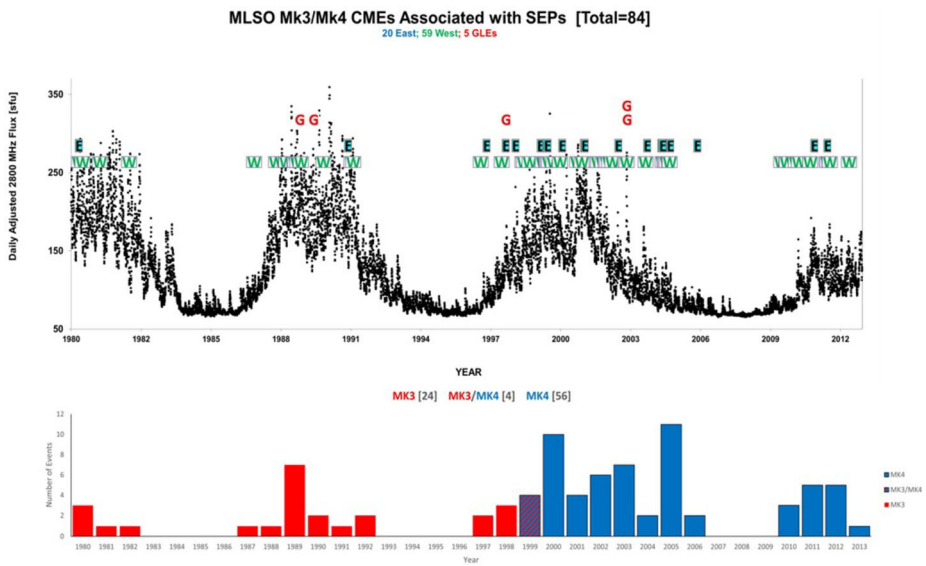 MLSO Mk3/Mk4 CMEs Associated with SEPs [Total=84]
20 East; 59 West; 5 GLEs
Daily Adjusted 2800 MHz Flux [sfu]
350
250
150
50
G G G G
G
E E E E E E E E E E E E E E E
W W W W W W W W W W W W W W W W W W W W W W
1980 1982 1985 1988 1991 1994 1997 2000 2003 2006 2009 2012
YEAR
MK3 [24] MK3/MK4 [4] MK4 [56]
Number of Events
12
10
8
6
4
2
0
MK4
MK3/MK4
MK3
1980 1981 1982 1983 1984 1985 1986 1987 1988 1989 1990 1991 1992 1993 1994 1995 1996 1997 1998 1999 2000 2001 2002 2003 2004 2005 2006 2007 2008 2009 2010 2011 2012 2013
Year